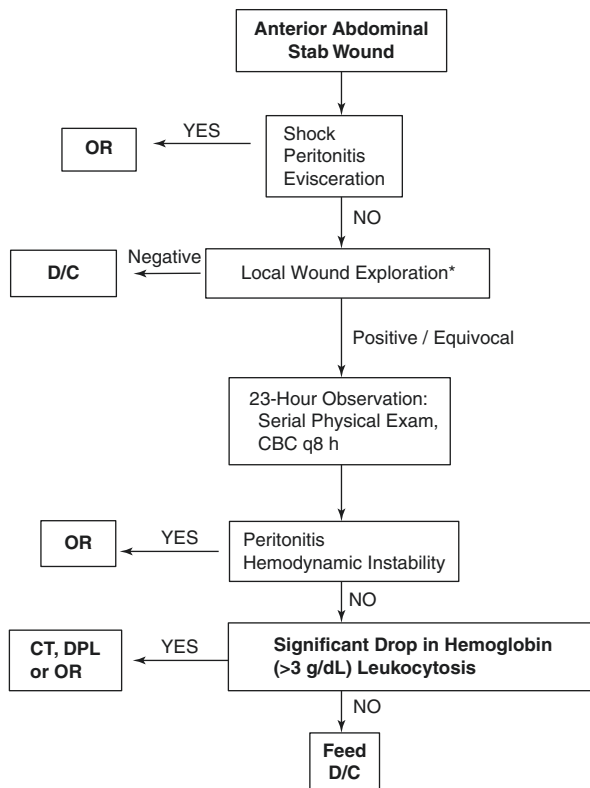 Anterior Abdominal
Stab Wound
YES
OR
Shock
Peritonitis
Evisceration
NO
Negative
D/C
Local Wound Exploration*
Positive / Equivocal
23-Hour Observation:
Serial Physical Exam,
CBC q8 h
YES
OR
Peritonitis
Hemodynamic Instability
NO
CT, DPL
or OR
YES
Significant Drop in Hemoglobin
(>3 g/dL) Leukocytosis
NO
Feed
D/C